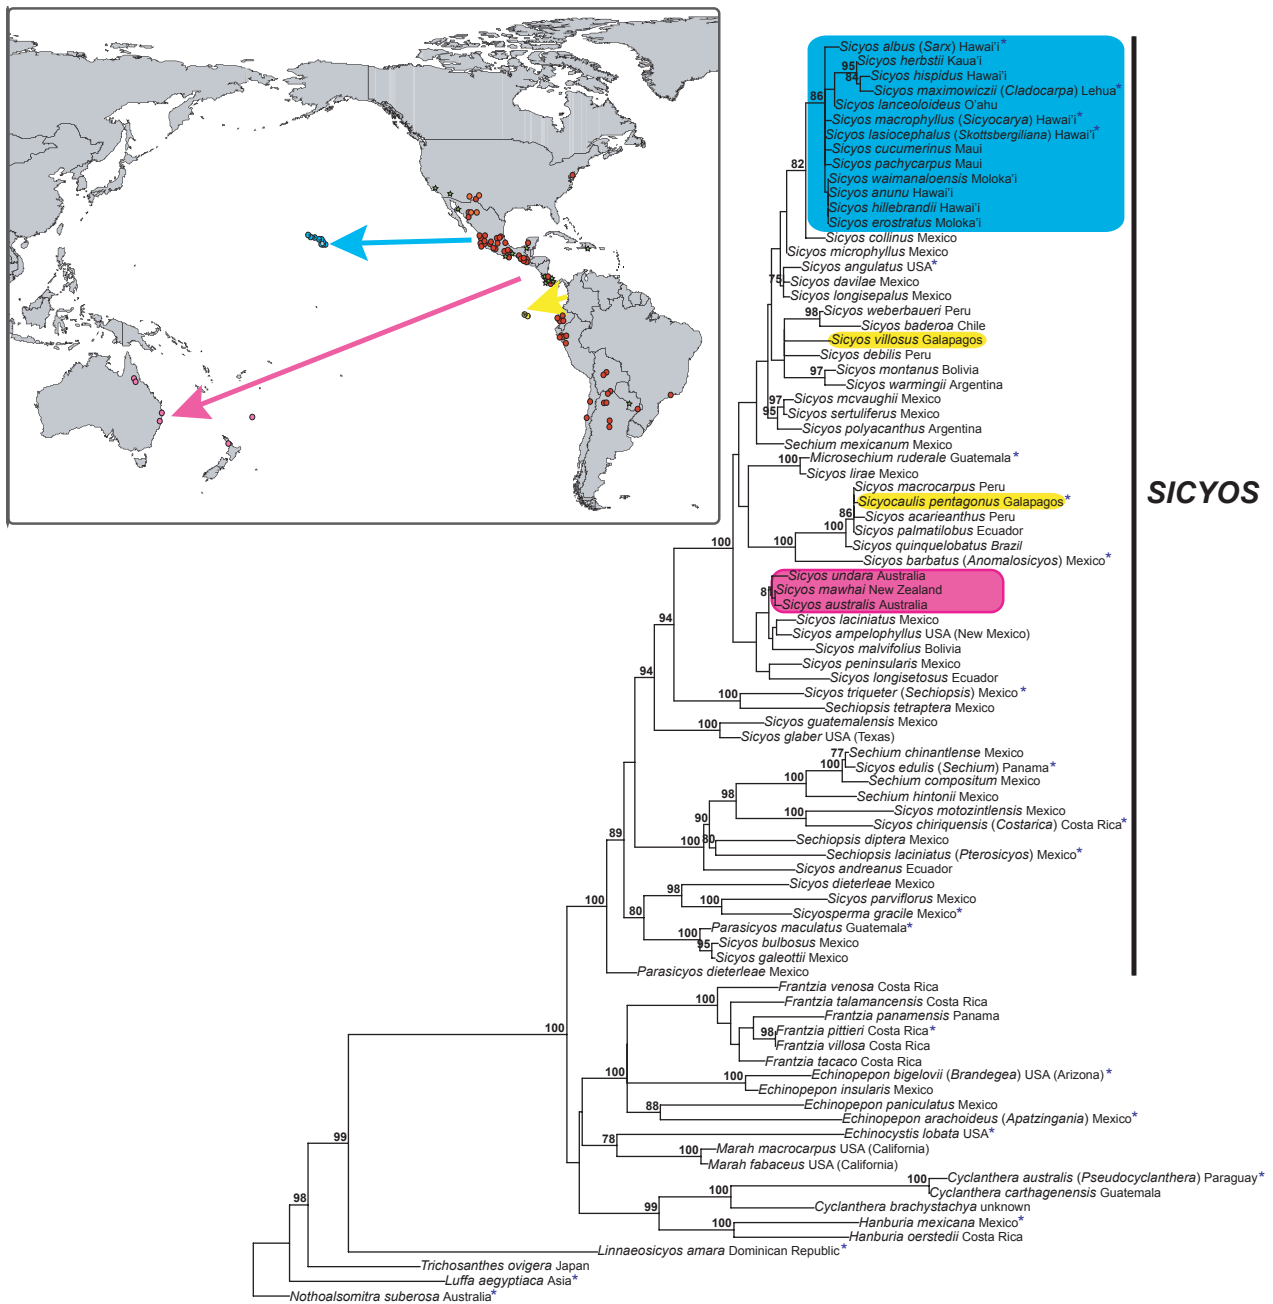 Sicyos albus (Sarx) Hawai'i *
Sicyos herbstii Kaua'i
95
Sicyos hispidus Hawai'i
84
Sicyos maximowiczii (Cladocarpa) Lehua*
86
Sicyos lanceoloideus O'ahu
Sicyos macrophyllus (Sicyocarya) Hawai'i*
Sicyos lasiocephalus (Skottsbergiliana) Hawai'i*
Sicyos cucumerinus Maui
82
Sicyos pachycarpus Maui
Sicyos waimanaloensis Moloka'i
Sicyos anunu Hawai'i
Sicyos hillebrandii Hawai'i
Sicyos erostratus Moloka'i
Sicyos collinus Mexico
Sicyos microphyllus Mexico
Sicyos angulatus USA*
75
Sicyos davilae Mexico
Sicyos longisepalus Mexico
98
Sicyos weberbaueri Peru
Sicyos baderoa Chile
Sicyos villosus Galapagos
Sicyos debilis Peru
97
Sicyos montanus Bolivia
Sicyos warmingii Argentina
97
Sicyos mcvaughii Mexico
95
Sicyos sertuliferus Mexico
Sicyos polyacanthus Argentina
Sechium mexicanum Mexico
100
Microsechium ruderale Guatemala*
Sicyos lirae Mexico
SICYOS
Sicyos macrocarpus Peru
Sicyocaulis pentagonus Galapagos*
86
Sicyos acarieanthus Peru
100
Sicyos palmatilobus Ecuador
100
Sicyos quinquelobatus Brazil
100
Sicyos barbatus (Anomalosicyos) Mexico*
Sicyos undara Australia
81
Sicyos mawhai New Zealand
Sicyos australis Australia
94
Sicyos laciniatus Mexico
Sicyos ampelophyllus USA (New Mexico)
Sicyos malvifolius Bolivia
94
Sicyos peninsularis Mexico
Sicyos longisetosus Ecuador
100
Sicyos triqueter (Sechiopsis) Mexico*
Sechiopsis tetraptera Mexico
100
Sicyos guatemalensis Mexico
Sicyos glaber USA (Texas)
77
Sechium chinantlense Mexico
100
Sicyos edulis (Sechium) Panama*
100
Sechium compositum Mexico
98
Sechium hintonii Mexico
100
Sicyos motozintlensis Mexico
90
Sicyos chiriquensis (Costarica) Costa Rica*
89
100
80
Sechiopsis diptera Mexico
Sechiopsis laciniatus (Pterosicyos) Mexico*
Sicyos andreanus Ecuador
98
Sicyos dieterleae Mexico
100
100
Sicyos parviflorus Mexico
80
Sicyosperma gracile Mexico*
100
Parasicyos maculatus Guatemala*
95
Sicyos bulbosus Mexico
Sicyos galeottii Mexico
Parasicyos dieterleae Mexico
Frantzia venosa Costa Rica
100
Frantzia talamancensis Costa Rica
Frantzia panamensis Panama
100
98
Frantzia pittieri Costa Rica*
Frantzia villosa Costa Rica
Frantzia tacaco Costa Rica
100
100
Echinopepon bigelovii (Brandegea) USA (Arizona)*
Echinopepon insularis Mexico
88
Echinopepon paniculatus Mexico
Echinopepon arachoideus (Apatzingania) Mexico*
99
78
Echinocystis lobata USA*
100
Marah macrocarpus USA (California)
Marah fabaceus USA (California)
100
Cyclanthera australis (Pseudocyclanthera) Paraguay*
98
100
Cyclanthera carthagenensis Guatemala
99
Cyclanthera brachystachya unknown
100
Hanburia mexicana Mexico*
Hanburia oerstedii Costa Rica
Linnaeosicyos amara Dominican Republic*
Trichosanthes ovigera Japan
Luffa aegyptiaca Asia*
Nothoalsomitra suberosa Australia*